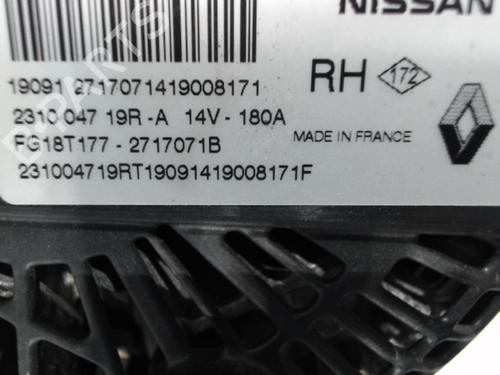 NISSAN
19091 2717071419008171
RH 172
2310 047 19R -A 14V - 180A
FG18T177 - 2717071B
MADE IN FRANCE
231004719RT19091419008171F